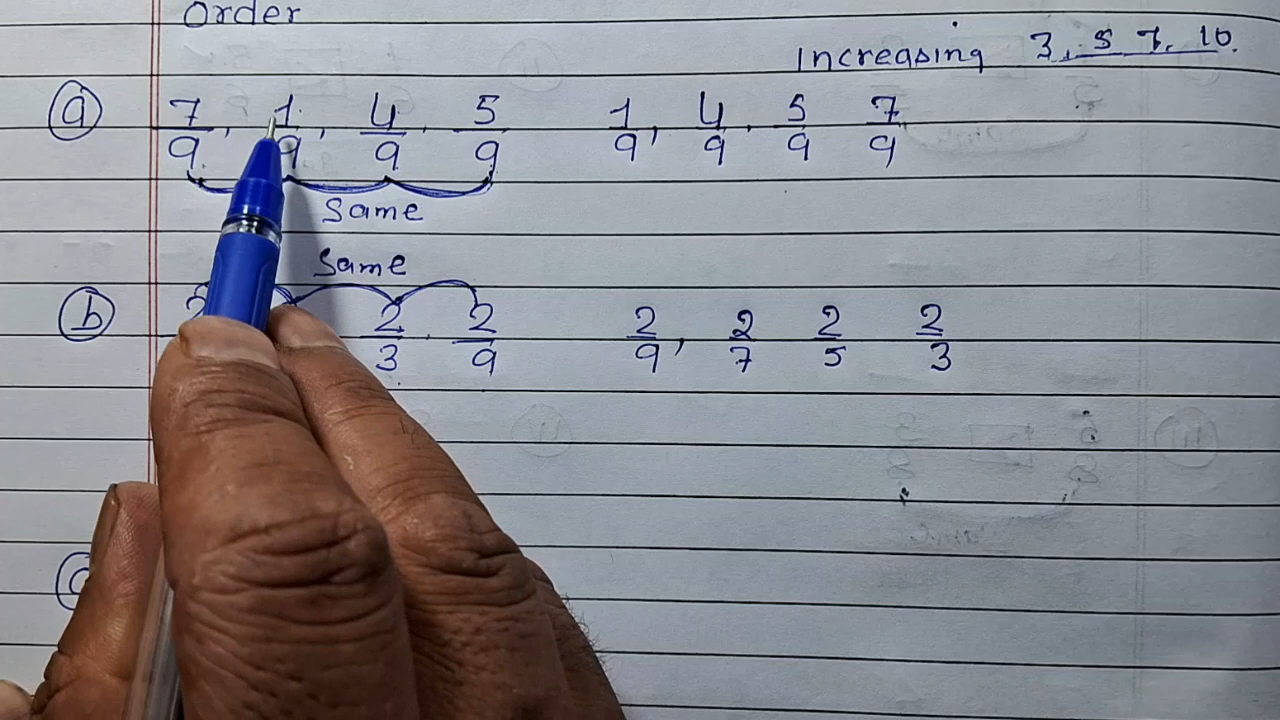 Order
Increasing 3, 5 7, 10.
(a) 7/9, 1/9, 4/9, 5/9 1/9, 4/9, 5/9 7/9
Same
Same
(b) 2/3, 2/9 2/9, 2/7 2/5 2/3